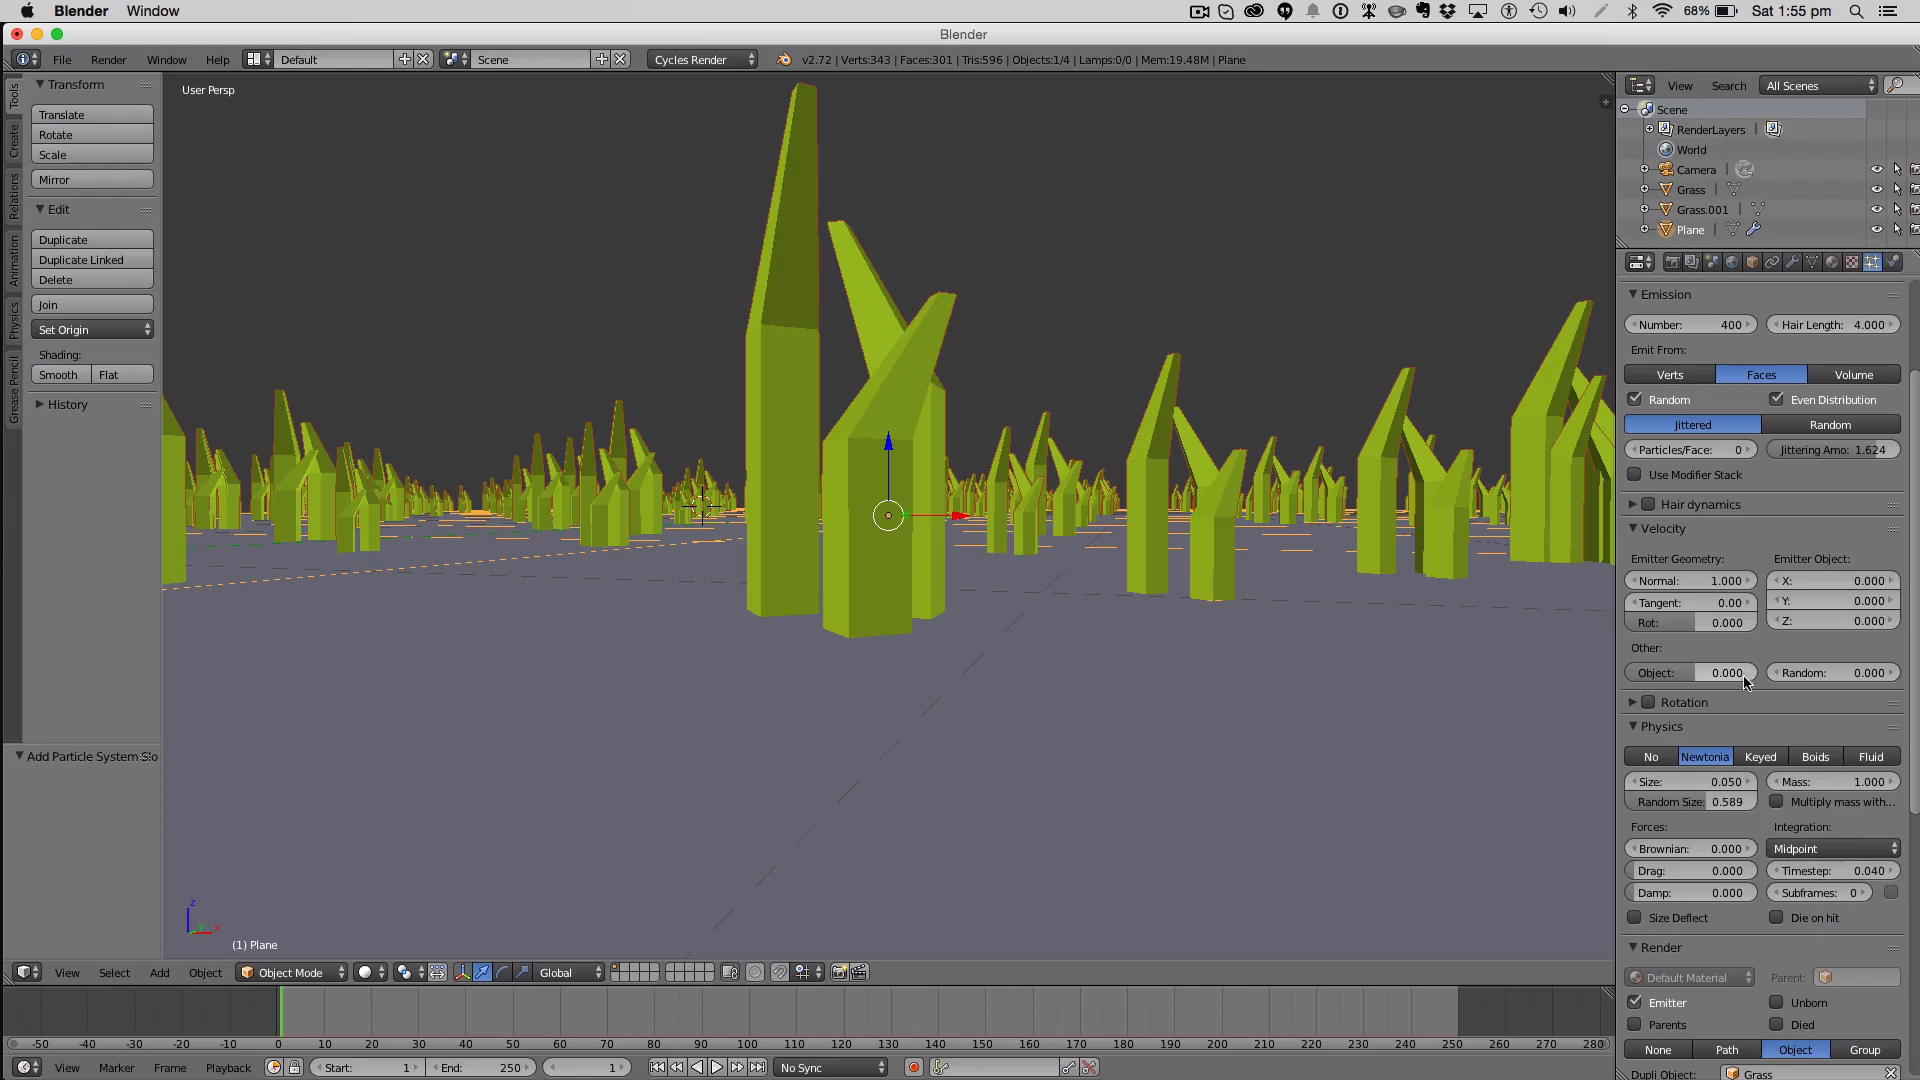 Blender Window 68% Sat 1:55 pm
Blender
File Render Window Help Default Scene Cycles Render v2.72 | Verts:343 | Faces:301 | Tris:596 | Objects:1/4 | Lamps:0/0 | Mem:19.48M | Plane
Tools
Create
Relations
Animation
Physics
Grease Pencil
Transform
Translate
Rotate
Scale
Mirror
Edit
Duplicate
Duplicate Linked
Delete
Join
Set Origin
Shading:
Smooth Flat
History
Add Particle System Slo
User Persp
z
y x
(1) Plane
View Search All Scenes
Scene
RenderLayers |
World
Camera |
Grass |
Grass.001 |
Plane |
Emission
Number: 400 Hair Length: 4.000
Emit From:
Verts Faces Volume
Random Even Distribution
Jittered Random
Particles/Face: 0 Jittering Amo: 1.624
Use Modifier Stack
Hair dynamics
Velocity
Emitter Geometry: Emitter Object:
Normal: 1.000 X: 0.000
Tangent: 0.00 Y: 0.000
Rot: 0.000 Z: 0.000
Other:
Object: 0.000 Random: 0.000
Rotation
Physics
No Newtonia Keyed Boids Fluid
Size: 0.050 Mass: 1.000
Random Size: 0.589 Multiply mass with...
Forces: Integration:
Brownian: 0.000 Midpoint
Drag: 0.000 Timestep: 0.040
Damp: 0.000 Subframes: 0
Size Deflect Die on hit
Render
Default Material Parent:
Emitter Unborn
Parents Died
None Path Object Group
Dupli Object: Grass
View Select Add Object Object Mode Global
-50 -40 -30 -20 -10 0 10 20 30 40 50 60 70 80 90 100 110 120 130 140 150 160 170 180 190 200 210 220 230 240 250 260 270 280
View Marker Frame Playback Start: 1 End: 250 1 No Sync